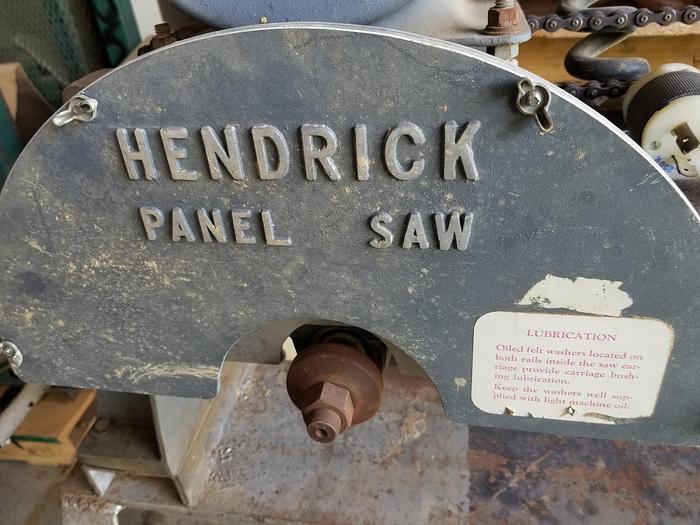 HENDRICK
PANEL SAW
LUBRICATION
Oiled felt washers located on
both rails inside the saw car-
riage provide carriage bush-
ing lubrication.
Keep the washers well sup-
plied with light machine oil.